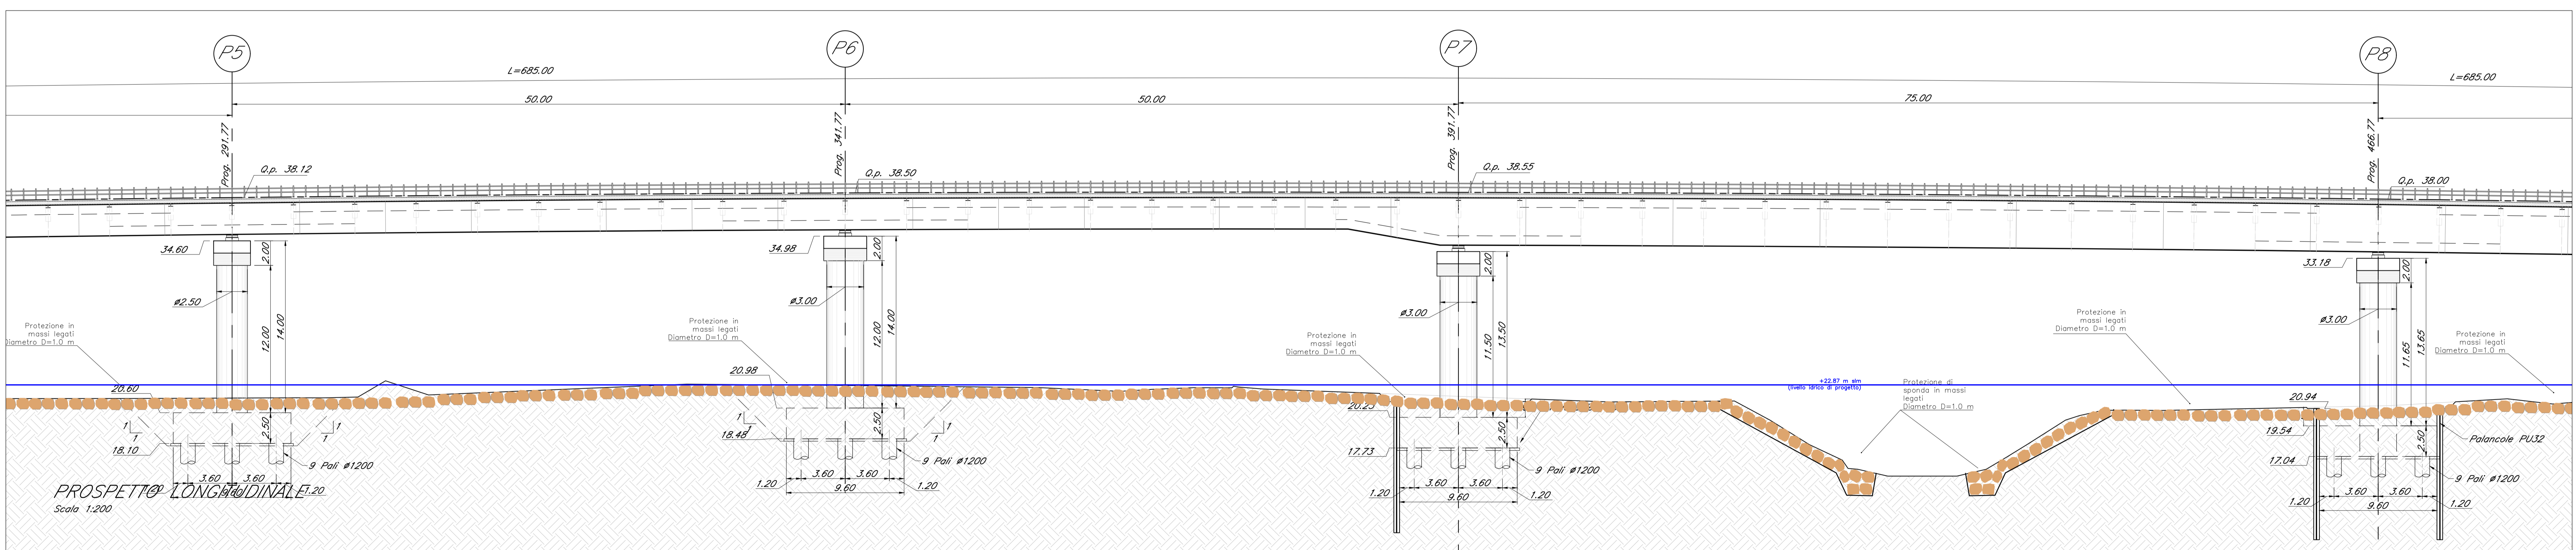 P5
P6
P7
P8
L=685.00
L=685.00
50.00
50.00
75.00
Prog. 291.77
Prog. 341.77
Prog. 391.77
Prog. 466.77
Q.p. 38.12
Q.p. 38.50
Q.p. 38.55
Q.p. 38.00
34.60
2.00
ø2.50
12.00
14.00
Protezione in
massi legati
Diametro D=1.0 m
20.60
1
1
1
1
2.50
18.10
9 Pali ø1200
3.60
3.60
1.20
34.98
2.00
ø3.00
12.00
14.00
Protezione in
massi legati
Diametro D=1.0 m
20.98
1
1
1
1
2.50
18.48
9 Pali ø1200
3.60
3.60
1.20
1.20
9.60
2.00
ø3.00
11.50
13.50
Protezione in
massi legati
Diametro D=1.0 m
20.23
2.50
17.73
9 Pali ø1200
3.60
3.60
1.20
1.20
9.60
+22.87 m slm
(livello idrico di progetto)
Protezione di
sponda in massi
legati
Diametro D=1.0 m
Protezione in
massi legati
Diametro D=1.0 m
33.18
2.00
ø3.00
11.65
13.65
Protezione in
massi legati
Diametro D=1.0 m
20.94
19.54
Palancole PU32
2.50
17.04
9 Pali ø1200
3.60
3.60
1.20
1.20
9.60
PROSPETTO LONGITUDINALE
Scala 1:200